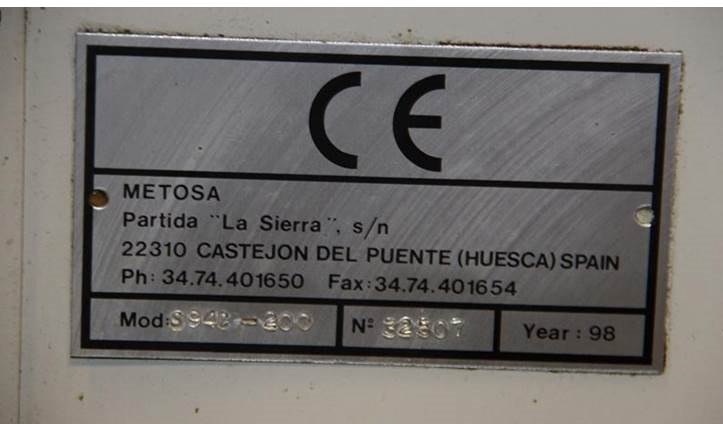 CE
METOSA
Partida ¨La Sierra¨, s/n
22310 CASTEJON DEL PUENTE (HUESCA) SPAIN
Ph: 34.74.401650 Fax:34.74.401654
Mod: Nº Year : 98